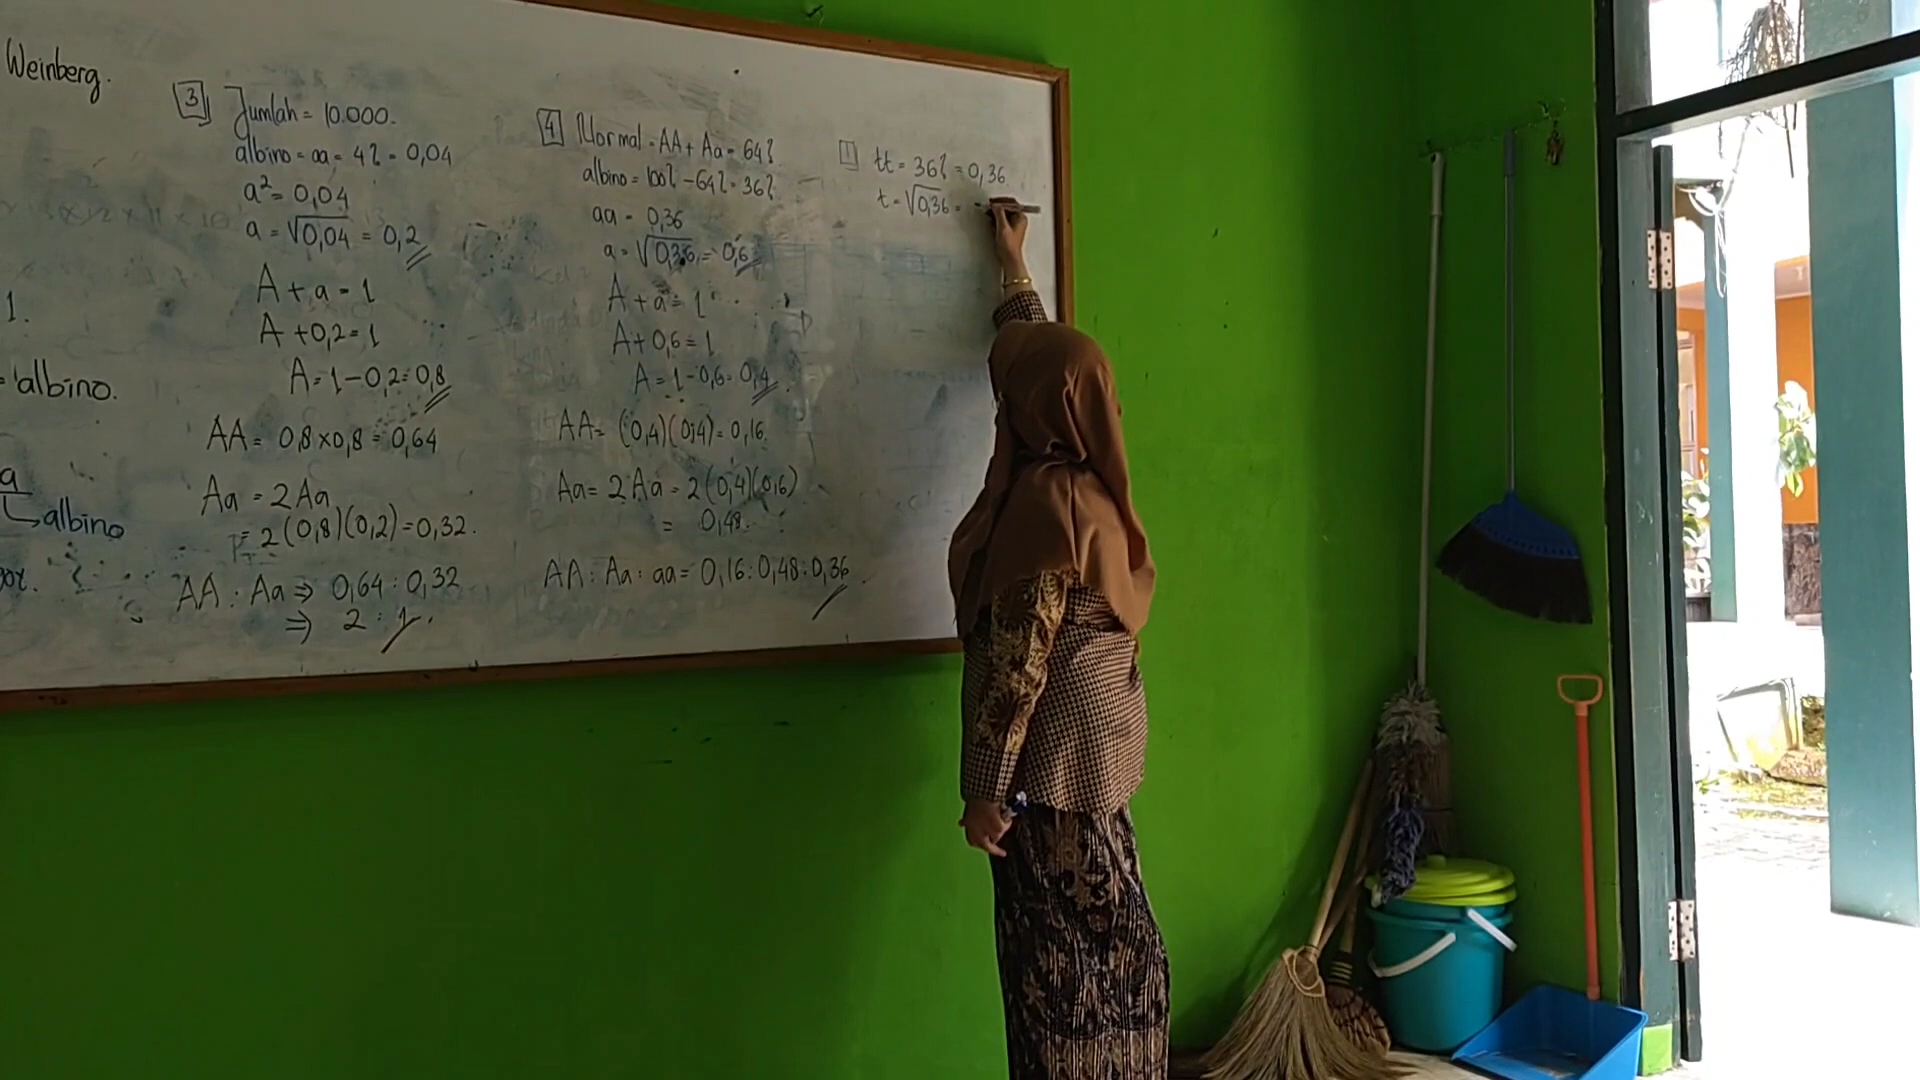 Weinberg.
1.
= albino.
a
↳ albino
3 Jumlah = 10.000.
albino = aa = 4% = 0,04
a² = 0,04
a = √0,04 = 0,2
A + a = 1
A + 0,2 = 1
A = 1 - 0,2 = 0,8
AA = 0,8 x 0,8 = 0,64
Aa = 2 Aa
= 2 (0,8)(0,2) = 0,32.
AA : Aa ⇒ 0,64 : 0,32
⇒ 2 : 1.
4 Normal = AA + Aa = 64%
albino = 100% - 64% = 36%
aa = 0,36
a = √0,36 = 0,6
A + a = 1
A + 0,6 = 1
A = 1 - 0,6 = 0,4
AA = (0,4)(0,4) = 0,16.
Aa = 2 Aa = 2 (0,4)(0,6)
= 0,48.
AA : Aa : aa = 0,16 : 0,48 : 0,36
1 tt = 36% = 0,36
t = √0,36 =